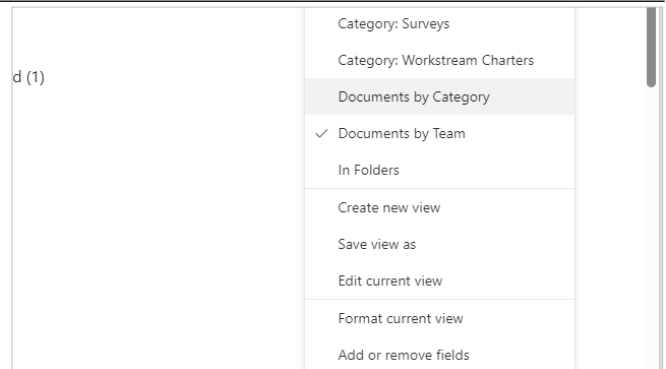 Category: Surveys
Category: Workstream Charters
d (1)
Documents by Category
Documents by Team
In Folders
Create new view
Save view as
Edit current view
Format current view
Add or remove fields